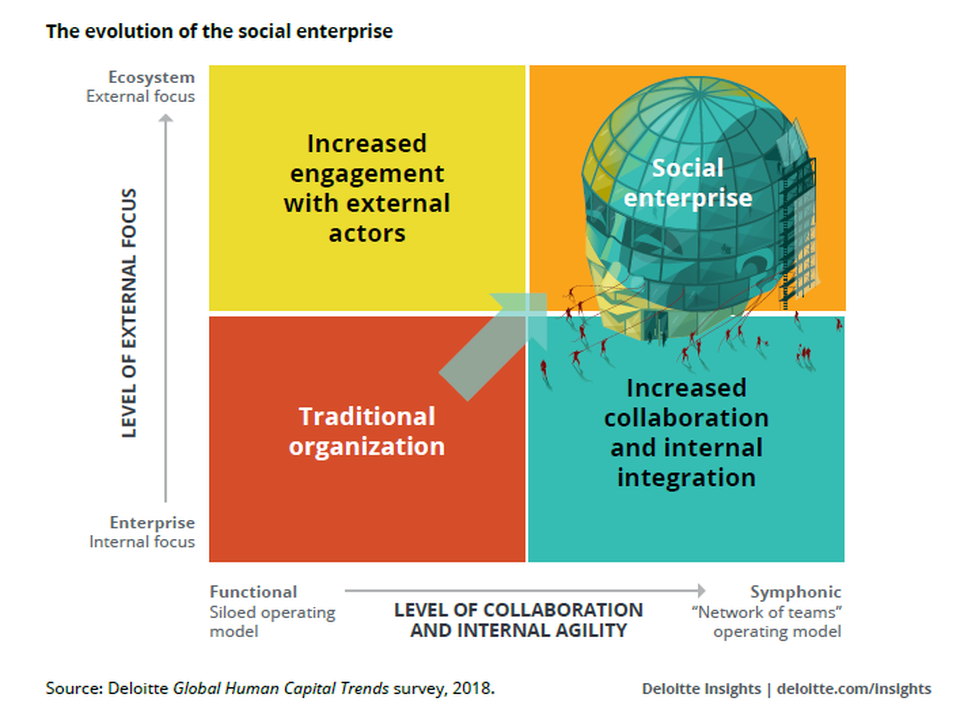 The evolution of the social enterprise
Ecosystem
External focus
LEVEL OF EXTERNAL FOCUS
Enterprise
Internal focus
Increased
engagement
with external
actors
Social
enterprise
Traditional
organization
Increased
collaboration
and internal
integration
Functional
Siloed operating
model
LEVEL OF COLLABORATION
AND INTERNAL AGILITY
Symphonic
“Network of teams”
operating model
Source: Deloitte Global Human Capital Trends survey, 2018.
Deloitte Insights | deloitte.com/insights